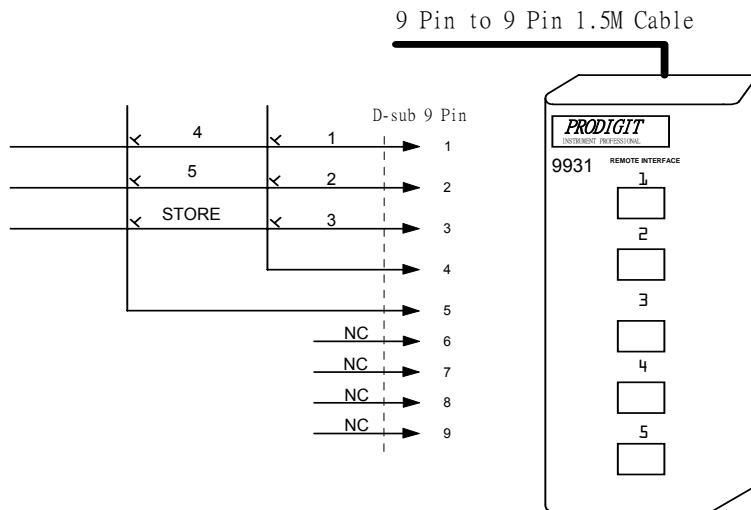 9 Pin to 9 Pin 1.5M Cable
D-sub 9 Pin
4 1 1
5 2 2
STORE 3 3
4
5
NC 6
NC 7
NC 8
NC 9
PRODIGIT
INSTRUMENT PROFESSIONAL
9931 REMOTE INTERFACE
1
2
3
4
5